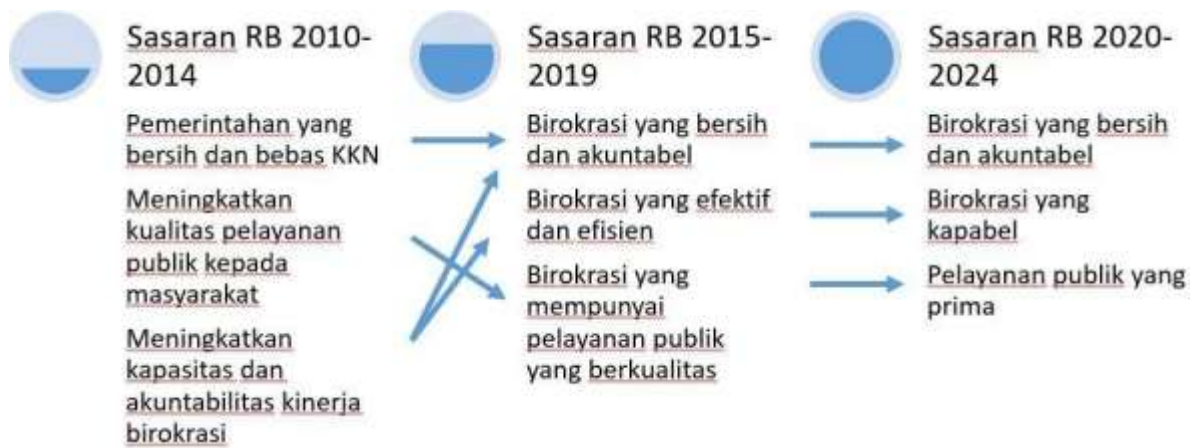 Sasaran RB 2010-
2014
Pemerintahan yang
bersih dan bebas KKN
Meningkatkan
kualitas pelayanan
publik kepada
masyarakat
Meningkatkan
kapasitas dan
akuntabilitas kinerja
birokrasi
Sasaran RB 2015-
2019
Birokrasi yang bersih
dan akuntabel
Birokrasi yang efektif
dan efisien
Birokrasi yang
mempunyai
pelayanan publik
yang berkualitas
Sasaran RB 2020-
2024
Birokrasi yang bersih
dan akuntabel
Birokrasi yang
kapabel
Pelayanan publik yang
prima